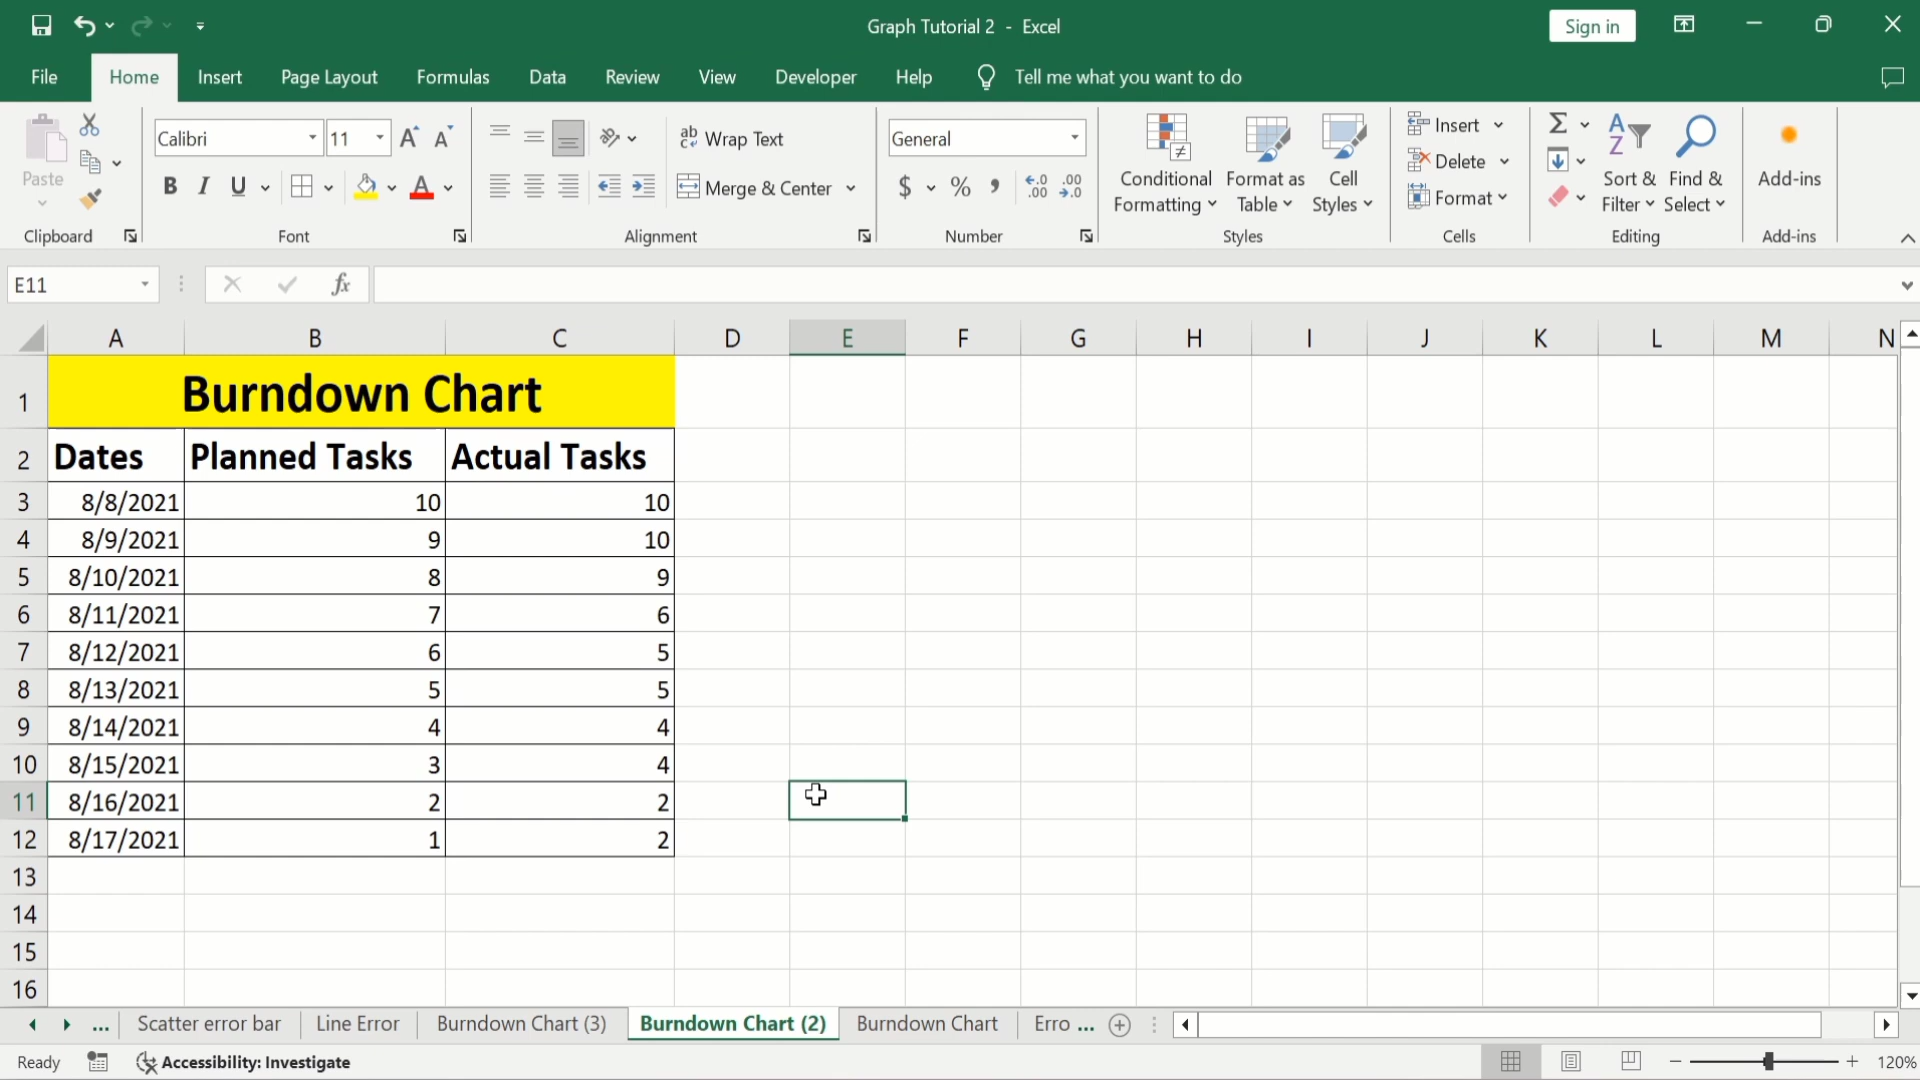 Graph Tutorial 2 - Excel
Sign in
File Home Insert Page Layout Formulas Data Review View Developer Help Tell me what you want to do
Paste
Clipboard
Calibri 11 A A
B I U A
Font
ab Wrap Text
Merge & Center
Alignment
General
$ % , .0 .00 .00 .0
Number
Conditional Formatting
Format as Table
Cell Styles
Styles
Insert
Delete
Format
Cells
Σ
Sort & Filter
Find & Select
Editing
Add-ins
Add-ins
E11 fx
A B C D E F G H I J K L M N
1 Burndown Chart
2 Dates Planned Tasks Actual Tasks
3 8/8/2021 10 10
4 8/9/2021 9 10
5 8/10/2021 8 9
6 8/11/2021 7 6
7 8/12/2021 6 5
8 8/13/2021 5 5
9 8/14/2021 4 4
10 8/15/2021 3 4
11 8/16/2021 2 2
12 8/17/2021 1 2
13
14
15
16
... Scatter error bar Line Error Burndown Chart (3) Burndown Chart (2) Burndown Chart Erro ...
Ready Accessibility: Investigate 120%